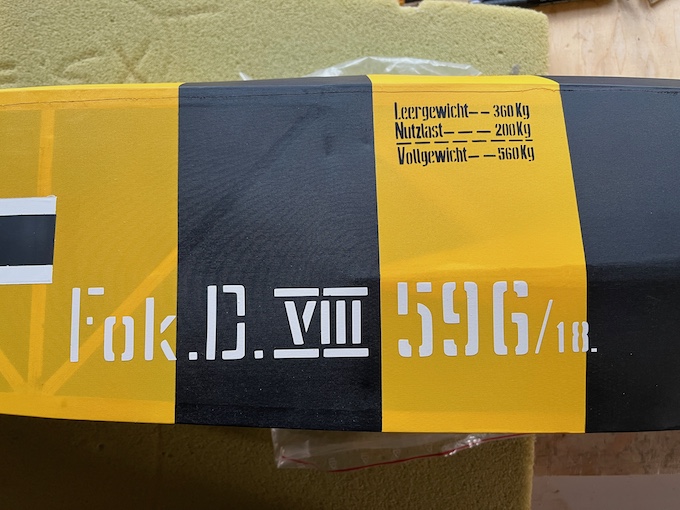 Leergewicht–– 360Kg
Nutzlast––– 200Kg
Vollgewicht–– 560Kg
Fok.D.VIII 596/18.